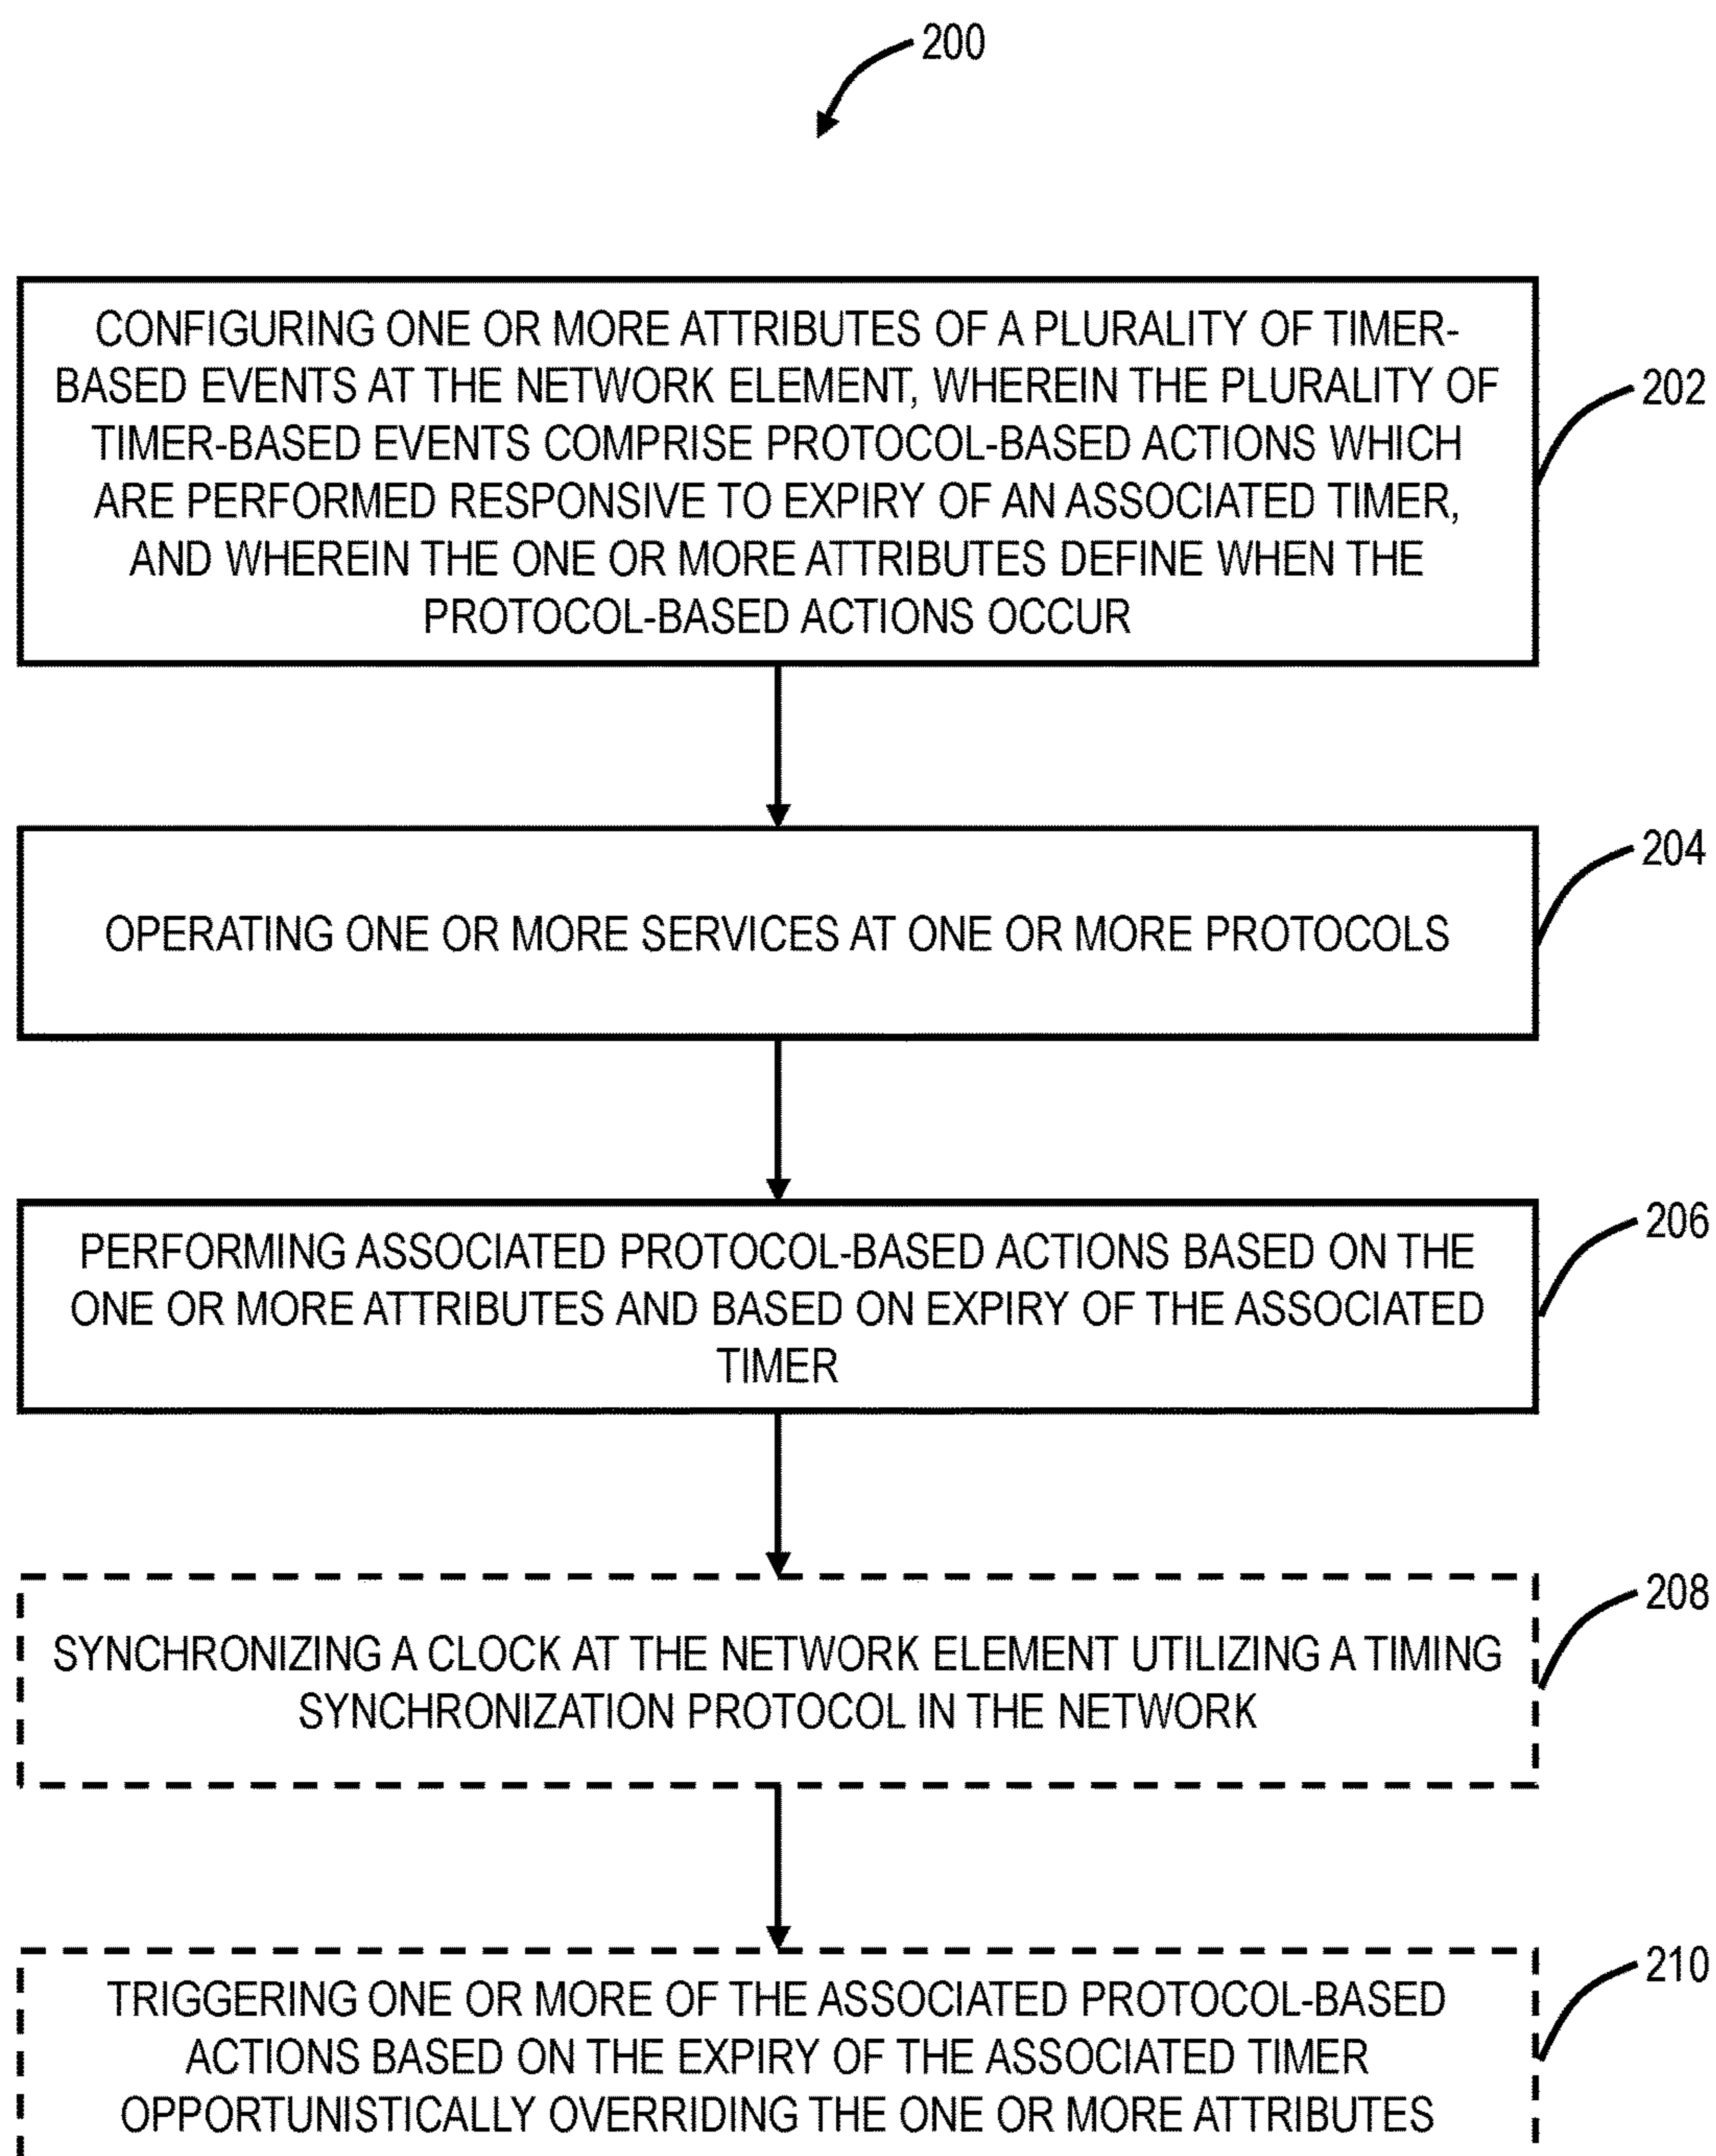 200
CONFIGURING ONE OR MORE ATTRIBUTES OF A PLURALITY OF TIMER-
BASED EVENTS AT THE NETWORK ELEMENT, WHEREIN THE PLURALITY OF
TIMER-BASED EVENTS COMPRISE PROTOCOL-BASED ACTIONS WHICH
ARE PERFORMED RESPONSIVE TO EXPIRY OF AN ASSOCIATED TIMER,
AND WHEREIN THE ONE OR MORE ATTRIBUTES DEFINE WHEN THE
PROTOCOL-BASED ACTIONS OCCUR
202
OPERATING ONE OR MORE SERVICES AT ONE OR MORE PROTOCOLS
204
PERFORMING ASSOCIATED PROTOCOL-BASED ACTIONS BASED ON THE
ONE OR MORE ATTRIBUTES AND BASED ON EXPIRY OF THE ASSOCIATED
TIMER
206
SYNCHRONIZING A CLOCK AT THE NETWORK ELEMENT UTILIZING A TIMING
SYNCHRONIZATION PROTOCOL IN THE NETWORK
208
TRIGGERING ONE OR MORE OF THE ASSOCIATED PROTOCOL-BASED
ACTIONS BASED ON THE EXPIRY OF THE ASSOCIATED TIMER
OPPORTUNISTICALLY OVERRIDING THE ONE OR MORE ATTRIBUTES
210